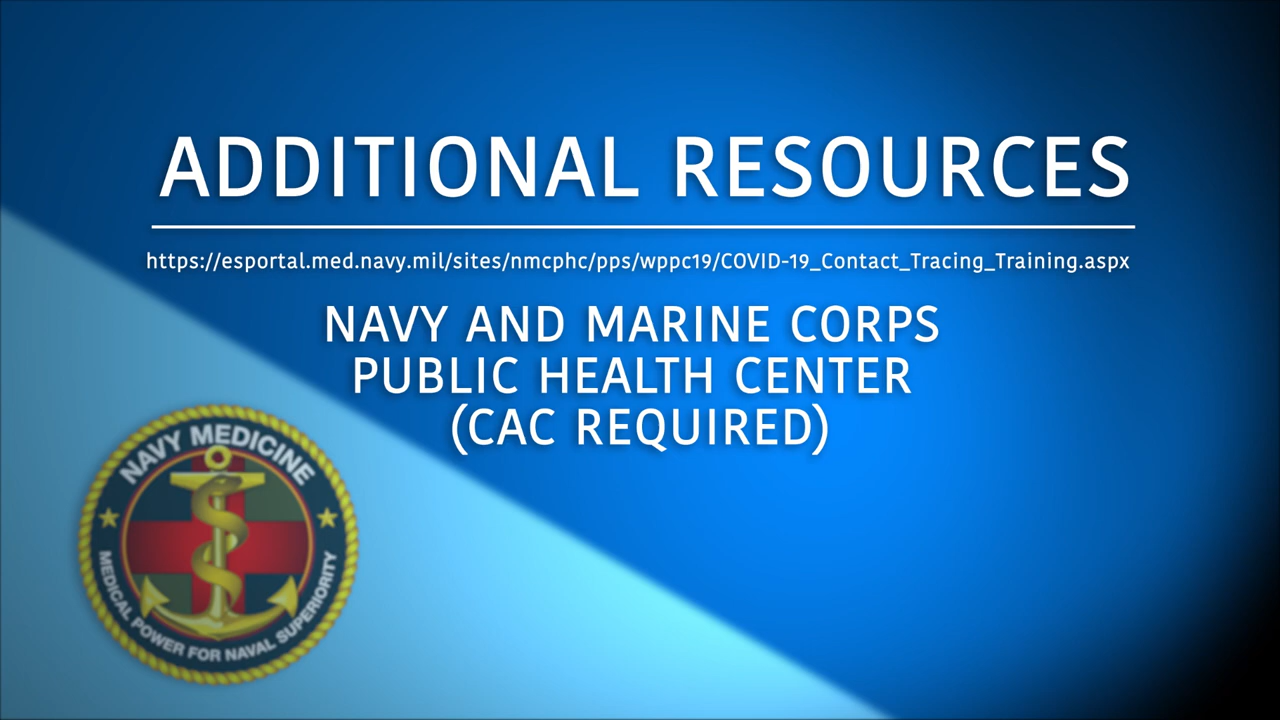 ADDITIONAL RESOURCES
https://esportal.med.navy.mil/sites/nmcphc/pps/wppc19/COVID-19_Contact_Tracing_Training.aspx
NAVY AND MARINE CORPS
PUBLIC HEALTH CENTER
(CAC REQUIRED)
NAVY MEDICINE
MEDICAL POWER FOR NAVAL SUPERIORITY